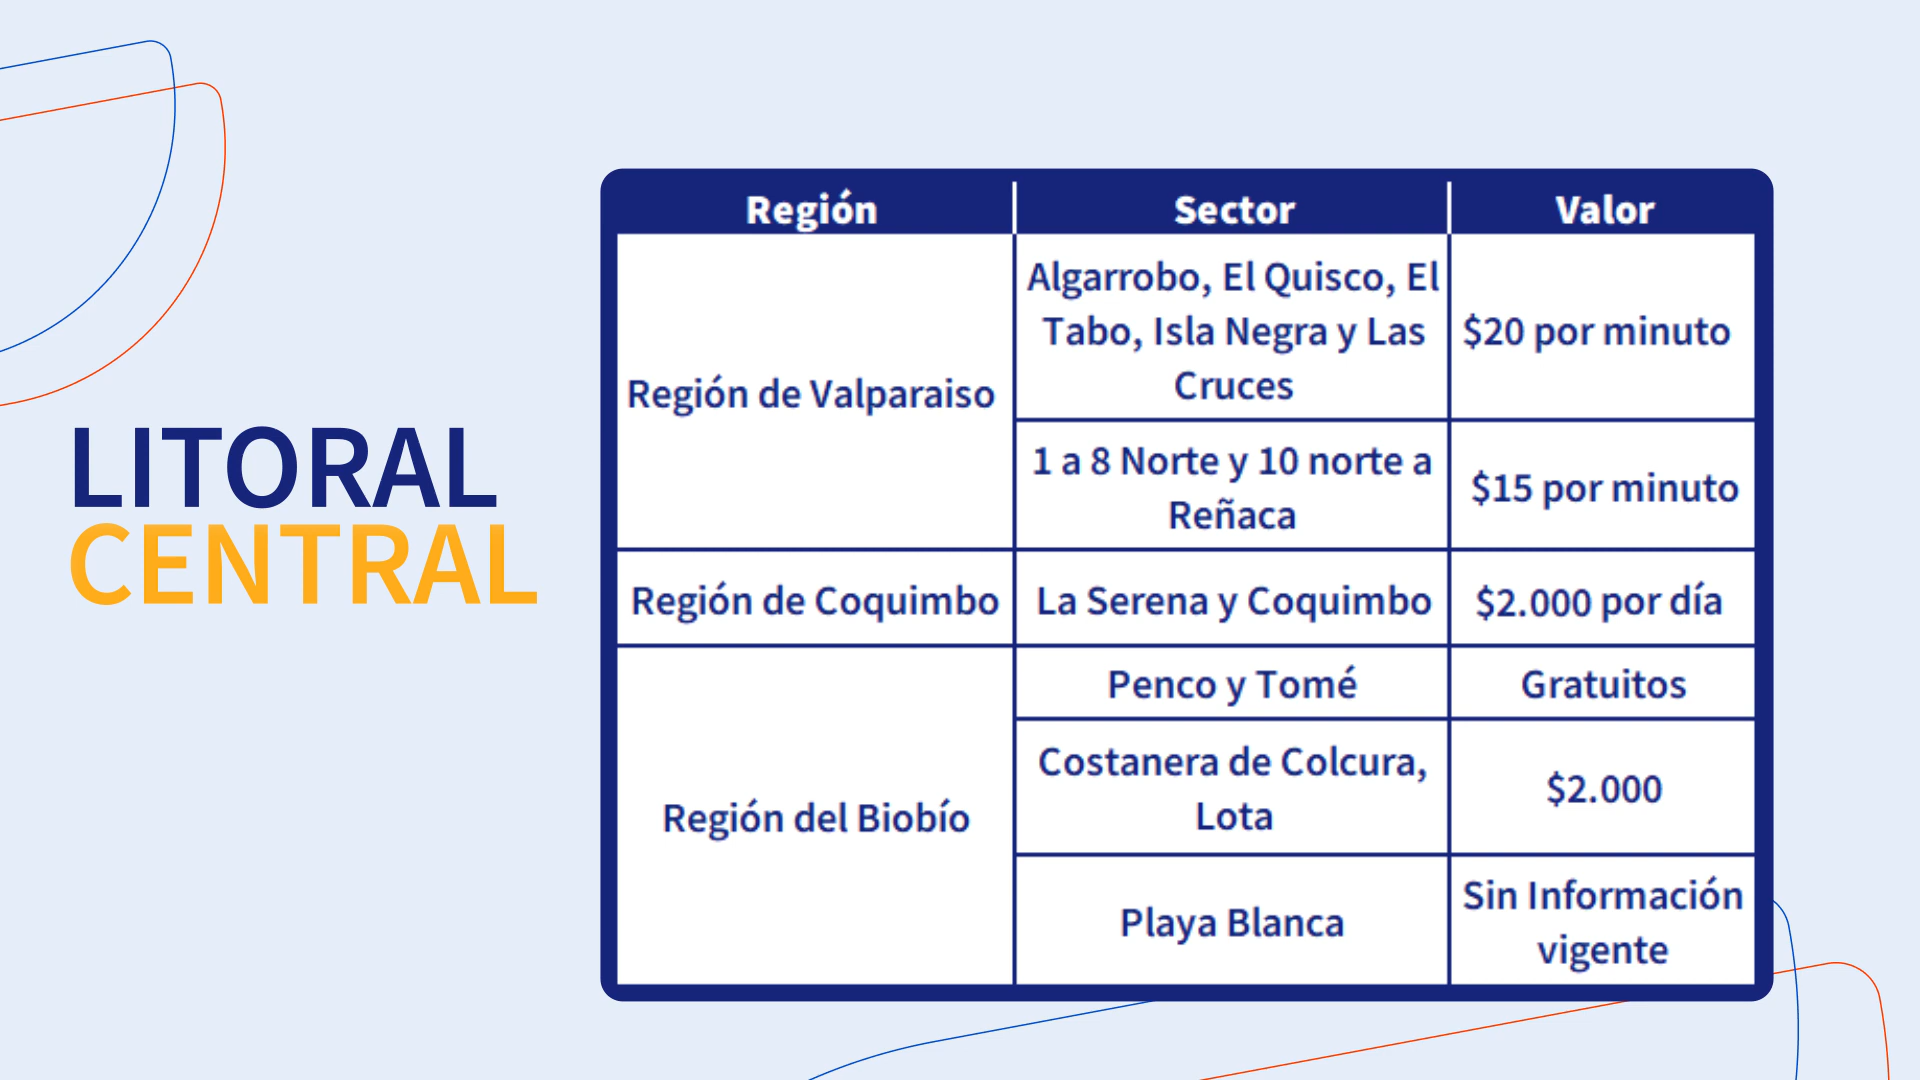 LITORAL
CENTRAL
Región
Sector
Valor
Región de Valparaiso
Algarrobo, El Quisco, El
Tabo, Isla Negra y Las
Cruces
$20 por minuto
1 a 8 Norte y 10 norte a
Reñaca
$15 por minuto
Región de Coquimbo
La Serena y Coquimbo
$2.000 por día
Región del Biobío
Penco y Tomé
Gratuitos
Costanera de Colcura,
Lota
$2.000
Playa Blanca
Sin Información
vigente